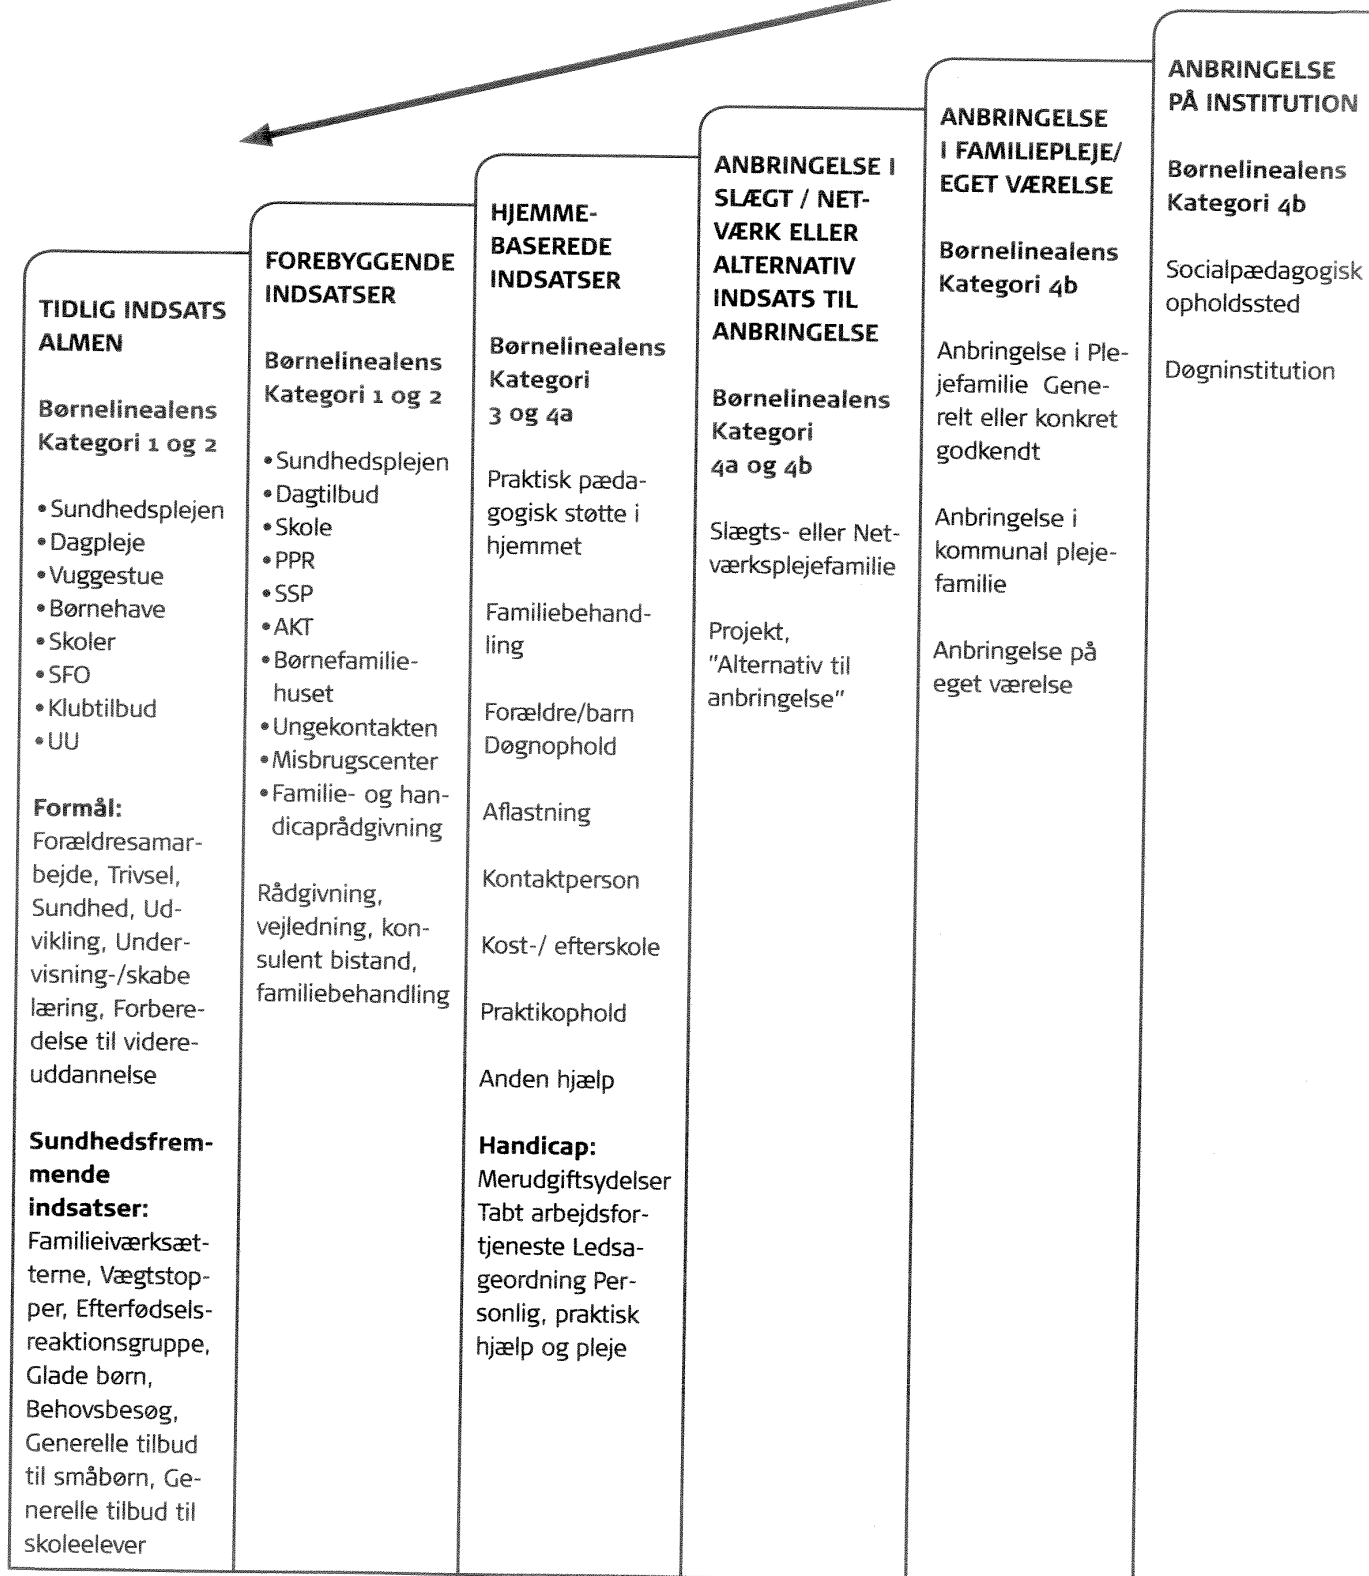 TIDLIG INDSATS
ALMEN
Børnelinealens
Kategori 1 og 2
• Sundhedsplejen
• Dagpleje
• Vuggestue
• Børnehave
• Skoler
• SFO
• Klubtilbud
• UU
Formål:
Forældresamar-
bejde, Trivsel,
Sundhed, Ud-
vikling, Under-
visning-/skabe
læring, Forbere-
delse til videre-
uddannelse
Sundhedsfrem-
mende
indsatser:
Familieiværksæt-
terne, Vægtstop-
per, Efterfødsels-
reaktionsgruppe,
Glade børn,
Behovsbesøg,
Generelle tilbud
til småbørn, Ge-
nerelle tilbud til
skoleelever
FOREBYGGENDE
INDSATSER
Børnelinealens
Kategori 1 og 2
• Sundhedsplejen
• Dagtilbud
• Skole
• PPR
• SSP
• AKT
• Børnefamilie-
huset
• Ungekontakten
• Misbrugscenter
• Familie- og han-
dicaprådgivning
Rådgivning,
vejledning, kon-
sulent bistand,
familiebehandling
HJEMME-
BASEREDE
INDSATSER
Børnelinealens
Kategori
3 og 4a
Praktisk pæda-
gogisk støtte i
hjemmet
Familiebehand-
ling
Forældre/barn
Døgnophold
Aflastning
Kontaktperson
Kost-/ efterskole
Praktikophold
Anden hjælp
Handicap:
Merudgiftsydelser
Tabt arbejdsfor-
tjeneste Ledsa-
geordning Per-
sonlig, praktisk
hjælp og pleje
ANBRINGELSE I
SLÆGT / NET-
VÆRK ELLER
ALTERNATIV
INDSATS TIL
ANBRINGELSE
Børnelinealens
Kategori
4a og 4b
Slægts- eller Net-
værksplejefamilie
Projekt,
"Alternativ til
anbringelse"
ANBRINGELSE
I FAMILIEPLEJE/
EGET VÆRELSE
Børnelinealens
Kategori 4b
Anbringelse i Ple-
jefamilie Gene-
relt eller konkret
godkendt
Anbringelse i
kommunal pleje-
familie
Anbringelse på
eget værelse
ANBRINGELSE
PÅ INSTITUTION
Børnelinealens
Kategori 4b
Socialpædagogisk
opholdssted
Døgninstitution